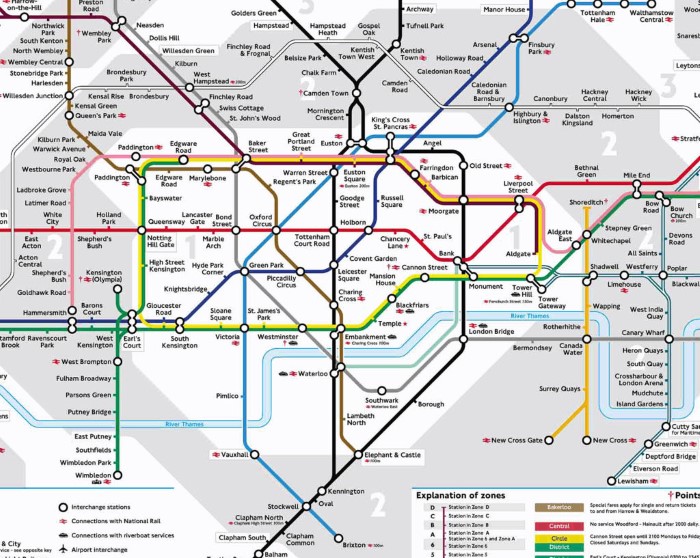 Harrow-
on-the-Hill
Northwick
Park
Preston
Road
South Kenton
North Wembley
Wembley
Park
Wembley Central
Stonebridge Park
Harlesden
Willesden Junction
Kensal Rise
Brondesbury
Park
Brondesbury
Kensal Green
Queen's Park
Kilburn Park
Maida Vale
Warwick Avenue
Royal Oak
Westbourne Park
Neasden
Dollis Hill
Willesden Green
Kilburn
West
Hampstead
Finchley Road
& Frognal
Finchley Road
Swiss Cottage
St. John's Wood
Golders Green
Hampstead
Hampstead
Heath
Gospel
Oak
Belsize Park
Chalk Farm
Camden Town
Mornington
Crescent
Kentish
Town West
Camden
Road
Archway
Tufnell Park
Kentish
Town
Manor House
Arsenal
Holloway Road
Caledonian Road
Finsbury
Park
Tottenham
Hale
Walthamstow
Central
Caledonian
Road &
Barnsbury
Highbury &
Islington
Canonbury
Dalston
Kingsland
Hackney
Central
Homerton
Hackney
Wick
3
2
Paddington
Edgware
Road
Baker
Street
Great
Portland
Street
Euston
King's Cross
St. Pancras
Angel
Old Street
Farringdon
Barbican
Moorgate
Liverpool
Street
Bethnal
Green
Mile End
Stratford
Paddington
Edgware
Road
Marylebone
Warren Street
Regent's Park
Euston
Square
Euston 200m
Ladbroke Grove
Latimer Road
Bayswater
Goodge
Street
Russell
Square
Shoreditch
Bow
Road
Bow
Church
White
City
Holland
Park
Queensway
Lancaster
Gate
Bond
Street
Oxford
Circus
Holborn
St. Paul's
Chancery
Lane
Aldgate
East
Stepney Green
Whitechapel
Devons
Road
All Saints
East
Acton
Shepherd's
Bush
Notting
Hill Gate
Marble
Arch
Tottenham
Court Road
Bank
Aldgate
Acton
Central
2
1
1
2
Shepherd's
Bush
Kensington
(Olympia)
High Street
Kensington
Hyde Park
Corner
Green Park
Piccadilly
Circus
Covent Garden
Leicester
Square
Mansion
House
Cannon Street
Monument
Tower
Hill
Fenchurch Street
Tower
Gateway
Shadwell
Westferry
Limehouse
Poplar
Goldhawk Road
Knightsbridge
Charing
Cross
Blackfriars
Wapping
Hammersmith
Barons
Court
Gloucester
Road
Sloane
Square
St. James's
Park
Temple
River Thames
Rotherhithe
West India
Quay
Ravenscourt
Park
West
Kensington
Earl's
Court
South
Kensington
Victoria
Westminster
Embankment
Charing Cross
London Bridge
Bermondsey
Canada
Water
Canary Wharf
West Brompton
Fulham Broadway
Parsons Green
Putney Bridge
Waterloo
Southwark
Waterloo East
Borough
Surrey Quays
Heron Quays
South Quay
Crossharbour &
London Arena
Mudchute
Island Gardens
Pimlico
River Thames
Lambeth
North
East Putney
Southfields
Wimbledon Park
Wimbledon
Vauxhall
Elephant & Castle
New Cross Gate
New Cross
Cutty Sark
for Maritime
Greenwich
Deptford Bridge
Elverson Road
Lewisham
Kennington
Oval
Stockwell
Clapham North
Clapham High Street
Clapham South
Clapham
Common
Balham
Brixton
2
Interchange stations
Connections with National Rail
Connections with riverboat services
Airport Interchange
Explanation of zones
D Station in Zone D
C Station in Zone C
B Station in Zone B
A Station in Zone A
6
Station in Zone 6 and Zone A
5
† Points
Bakerloo
Special fares apply for single and return tickets
to and from Harrow & Wealdstone.
Central
No service Woodford - Hainault after 2000 daily
Circle
District